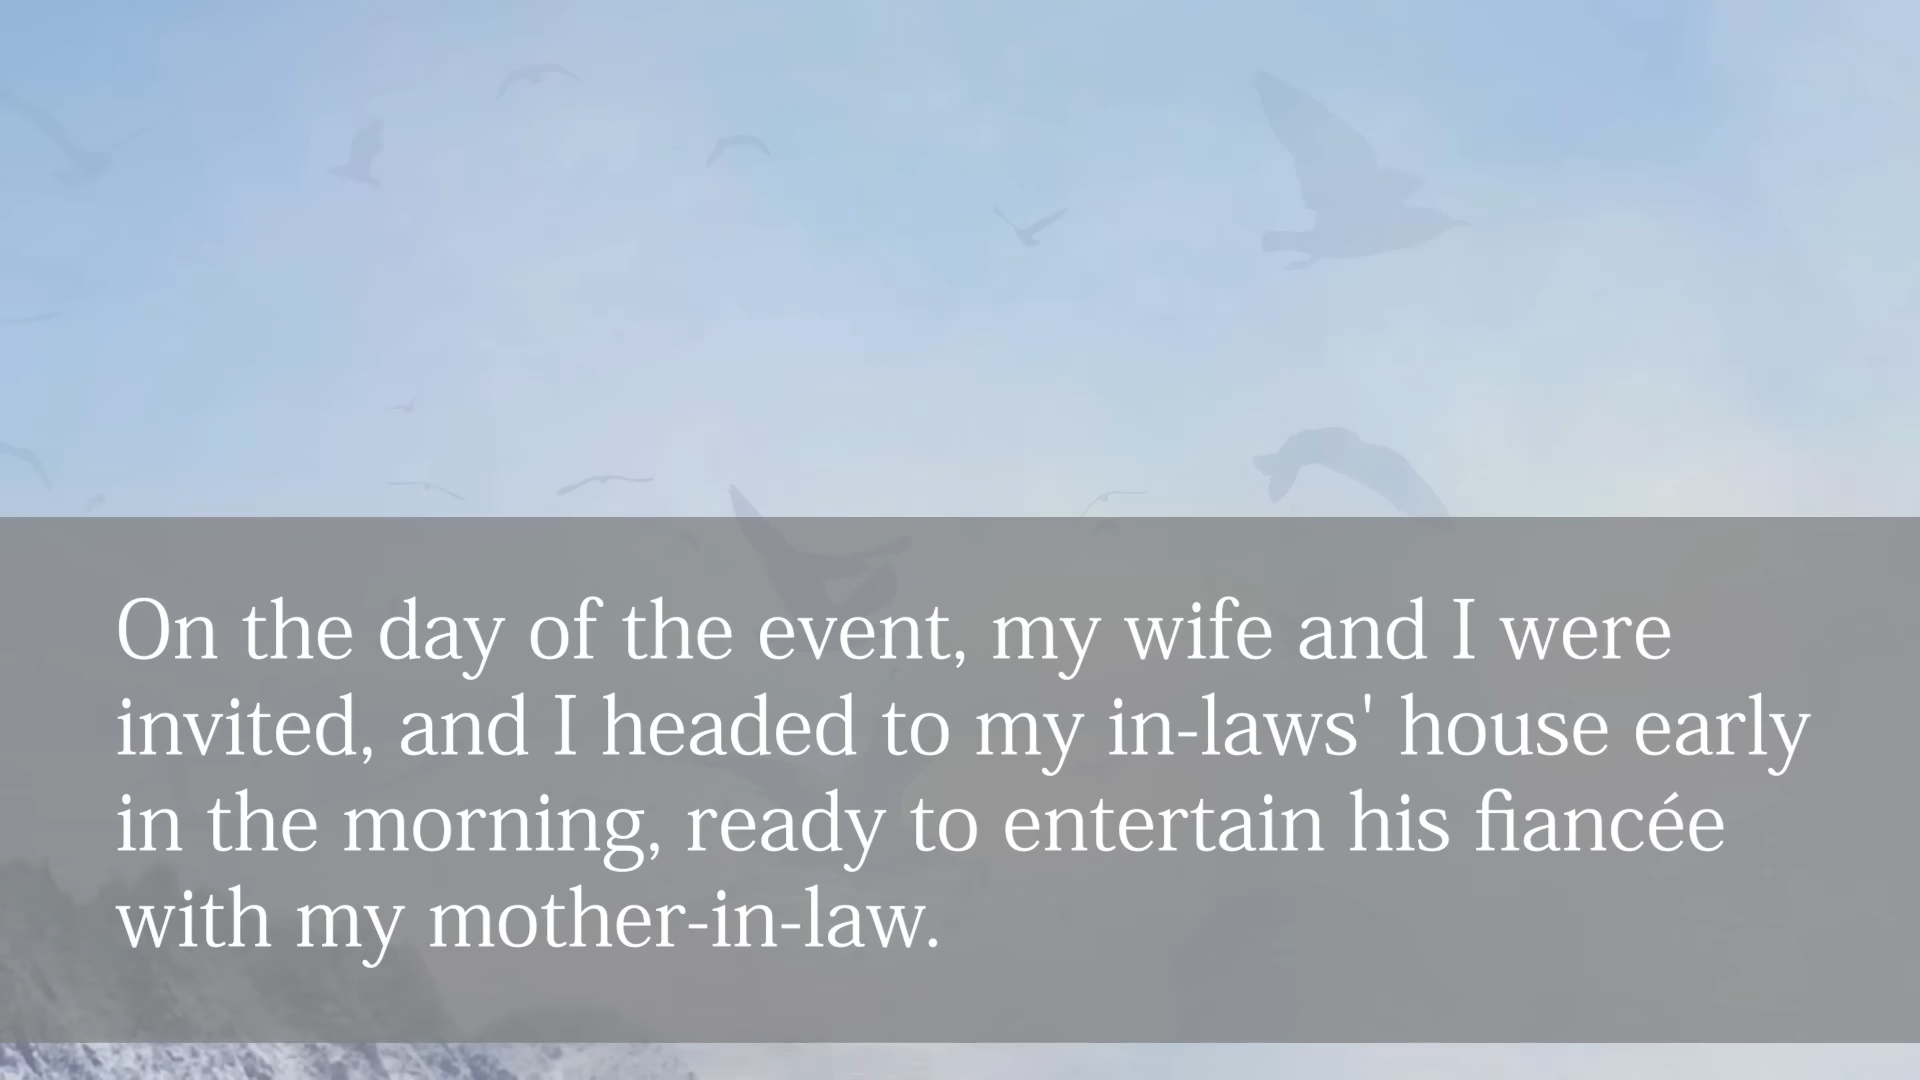 On the day of the event, my wife and I were
invited, and I headed to my in-laws' house early
in the morning, ready to entertain his fiancée
with my mother-in-law.